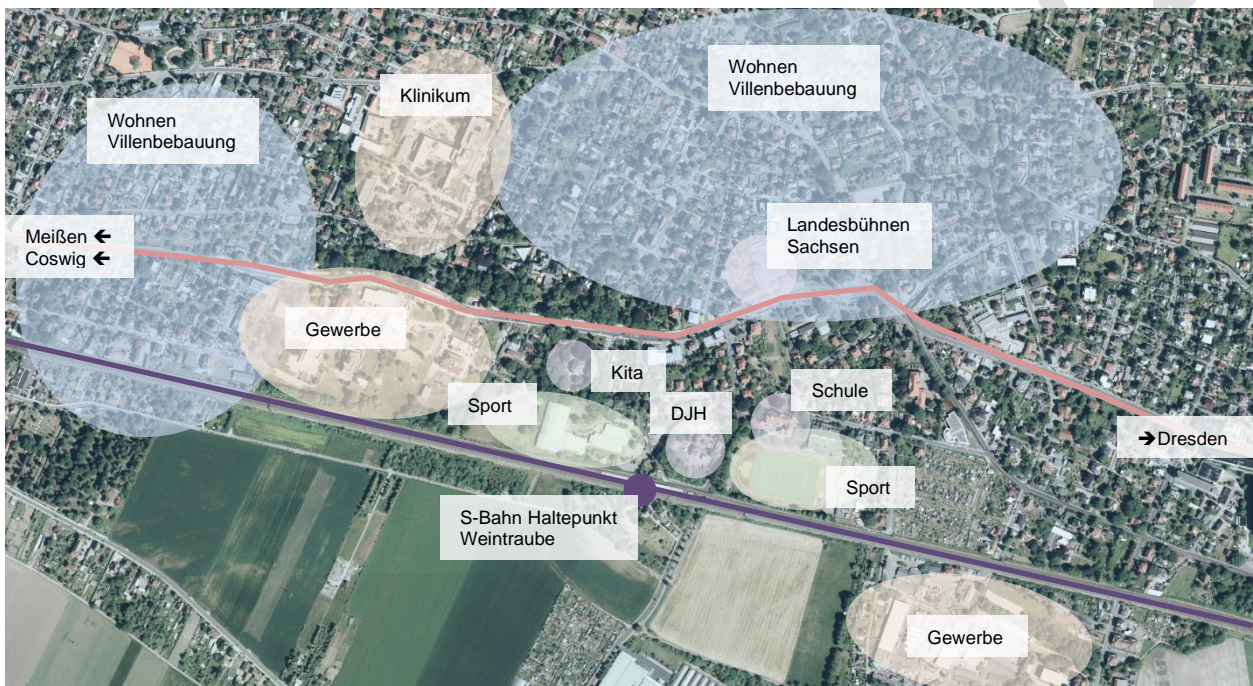 Wohnen
Villenbebauung
Klinikum
Wohnen
Villenbebauung
Meißen ←
Coswig ←
Landesbühnen
Sachsen
Gewerbe
Kita
Sport
DJH
Schule
→Dresden
Sport
S-Bahn Haltepunkt
Weintraube
Gewerbe